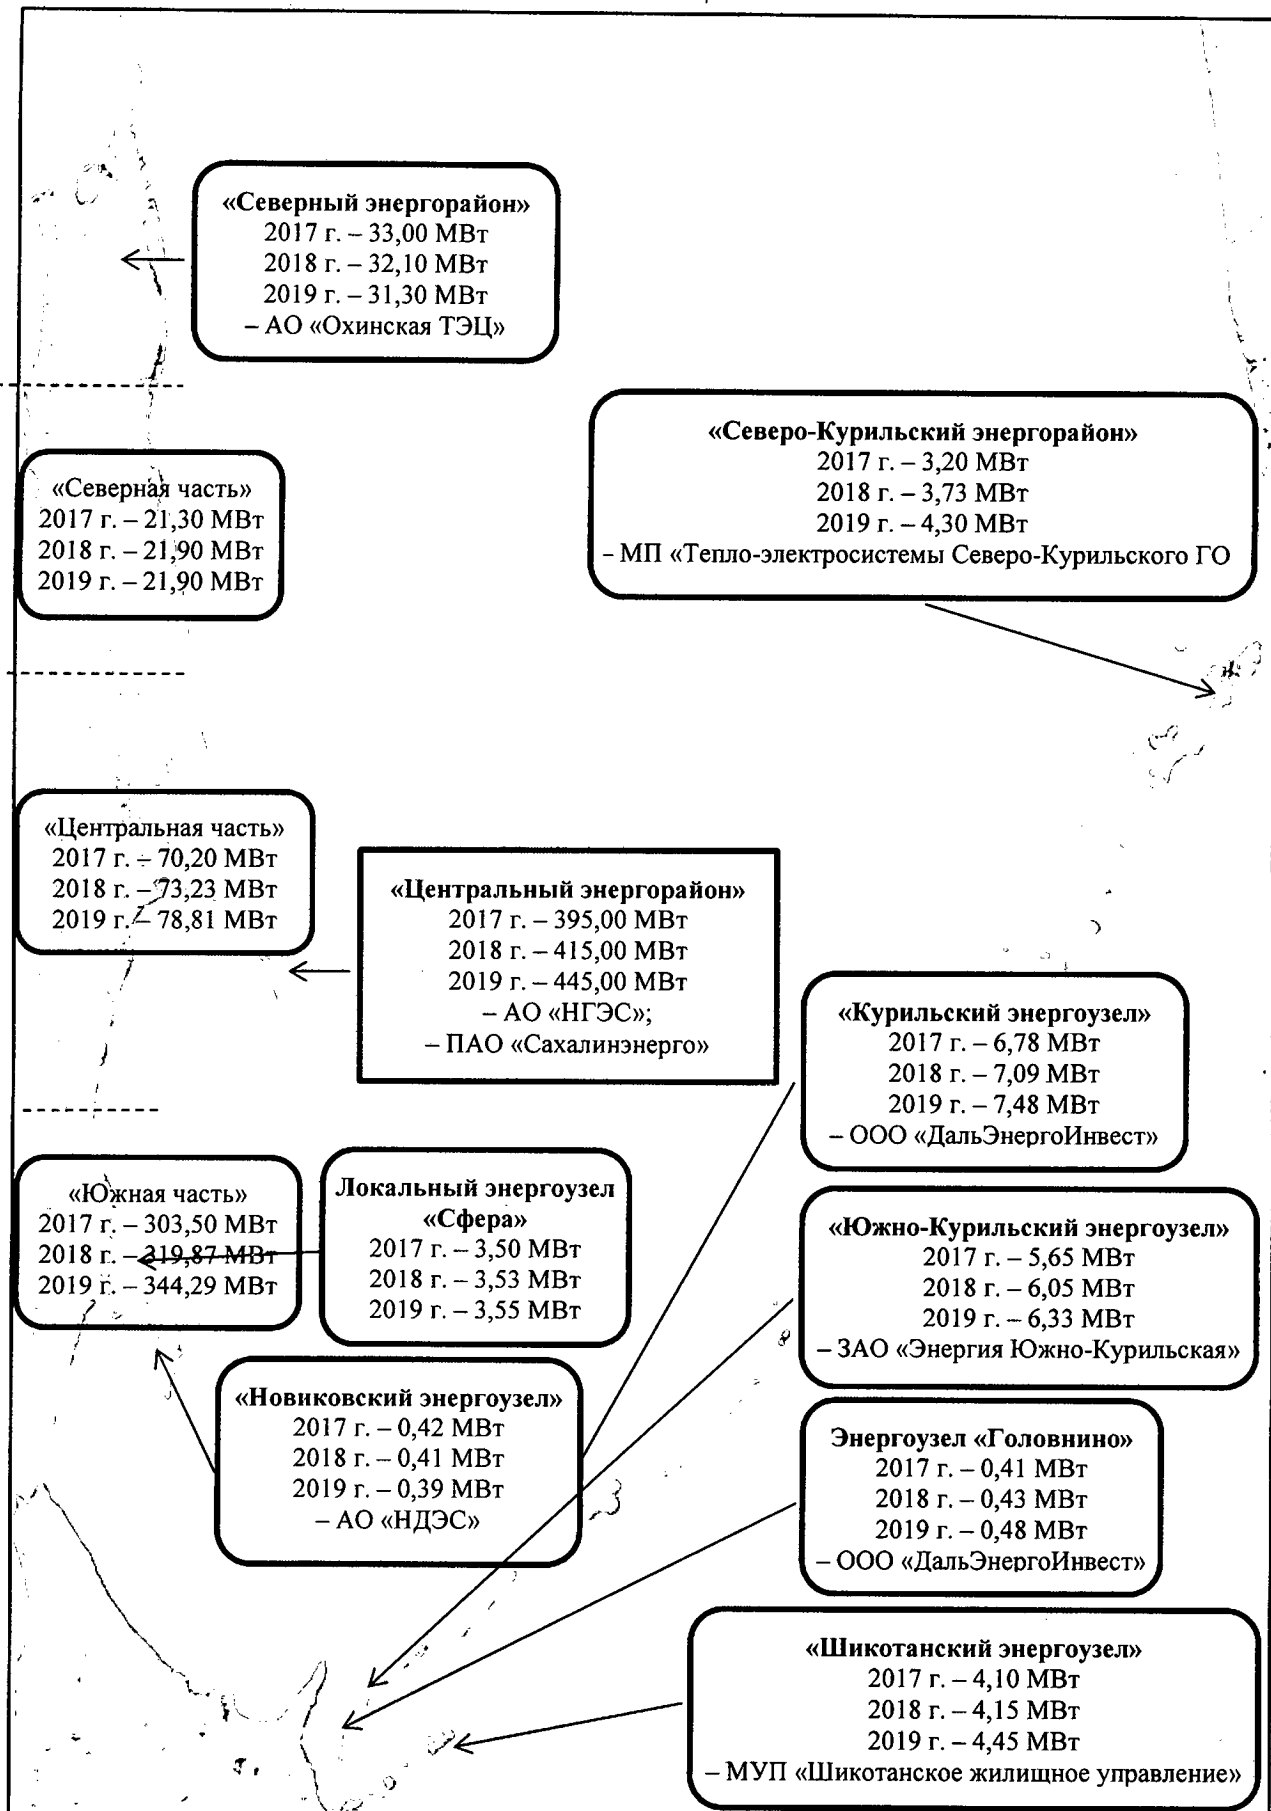 «Северный энергорайон»
2017 г. – 33,00 МВт
2018 г. – 32,10 МВт
2019 г. – 31,30 МВт
– АО «Охинская ТЭЦ»
«Северо-Курильский энергорайон»
2017 г. – 3,20 МВт
2018 г. – 3,73 МВт
2019 г. – 4,30 МВт
– МП «Тепло-электросистемы Северо-Курильского ГО
«Северная часть»
2017 г. – 21,30 МВт
2018 г. – 21,90 МВт
2019 г. – 21,90 МВт
«Центральная часть»
2017 г. – 70,20 МВт
2018 г. – 73,23 МВт
2019 г. – 78,81 МВт
«Центральный энергорайон»
2017 г. – 395,00 МВт
2018 г. – 415,00 МВт
2019 г. – 445,00 МВт
– АО «НГЭС»;
– ПАО «Сахалинэнерго»
«Курильский энергоузел»
2017 г. – 6,78 МВт
2018 г. – 7,09 МВт
2019 г. – 7,48 МВт
– ООО «ДальЭнергоИнвест»
«Южная часть»
2017 г. – 303,50 МВт
2018 г. – 319,87 МВт
2019 г. – 344,29 МВт
Локальный энергоузел
«Сфера»
2017 г. – 3,50 МВт
2018 г. – 3,53 МВт
2019 г. – 3,55 МВт
«Южно-Курильский энергоузел»
2017 г. – 5,65 МВт
2018 г. – 6,05 МВт
2019 г. – 6,33 МВт
– ЗАО «Энергия Южно-Курильская»
«Новиковский энергоузел»
2017 г. – 0,42 МВт
2018 г. – 0,41 МВт
2019 г. – 0,39 МВт
– АО «НДЭС»
Энергоузел «Головнино»
2017 г. – 0,41 МВт
2018 г. – 0,43 МВт
2019 г. – 0,48 МВт
– ООО «ДальЭнергоИнвест»
«Шикотанский энергоузел»
2017 г. – 4,10 МВт
2018 г. – 4,15 МВт
2019 г. – 4,45 МВт
– МУП «Шикотанское жилищное управление»